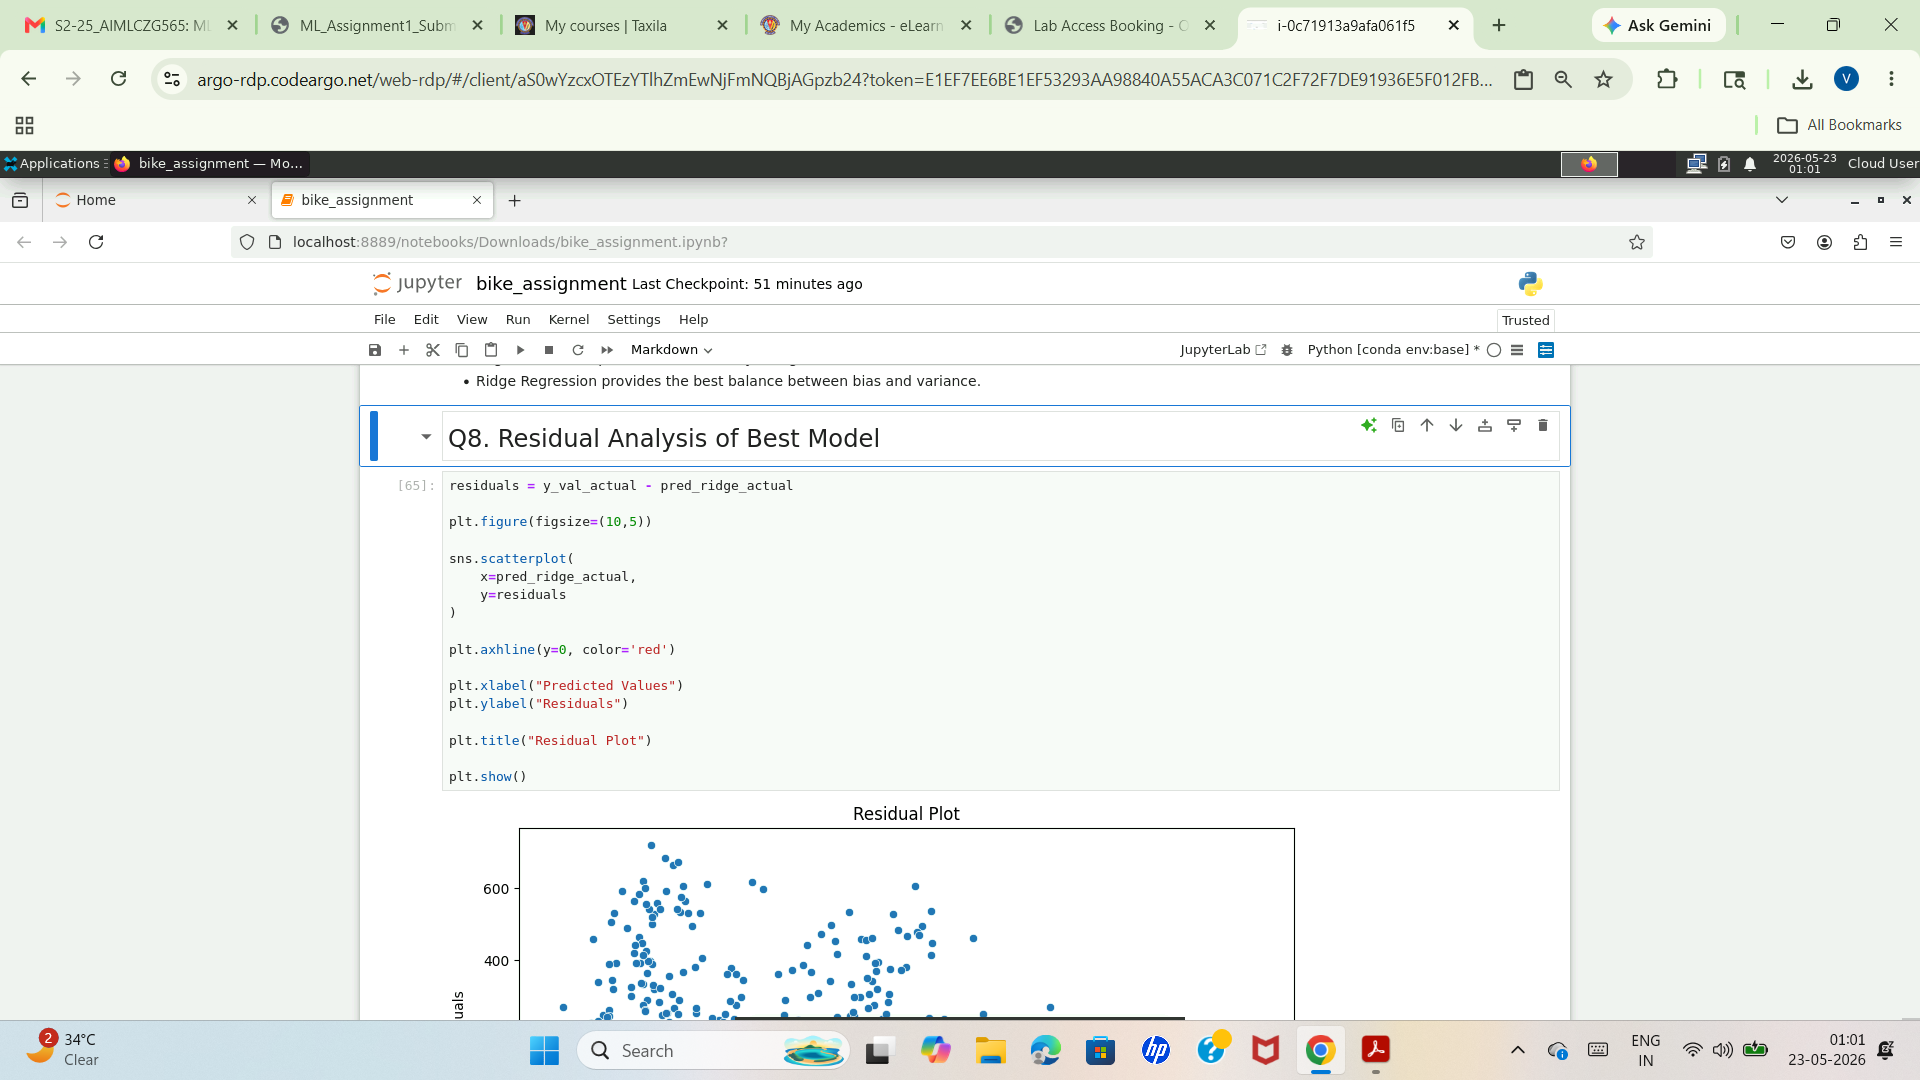 S2-25_AIMLCZG565: ML
ML_Assignment1_Subm
My courses | Taxila
My Academics - eLearn
Lab Access Booking - O
i-0c71913a9afa061f5
Ask Gemini
argo-rdp.codeargo.net/web-rdp/#/client/aS0wYzcxOTEzYTlhZmEwNjFmNQBjAGpzb24?token=E1EF7EE6BE1EF53293AA98840A55ACA3C071C2F72F7DE91936E5F012FB...
V
All Bookmarks
Applications
bike_assignment — Mo...
2026-05-23
01:01
Cloud User
Home
bike_assignment
localhost:8889/notebooks/Downloads/bike_assignment.ipynb?
jupyter bike_assignment Last Checkpoint: 51 minutes ago
File Edit View Run Kernel Settings Help
Trusted
Markdown
JupyterLab
Python [conda env:base] *
• Ridge Regression provides the best balance between bias and variance.
Q8. Residual Analysis of Best Model
[65]:
residuals = y_val_actual - pred_ridge_actual
plt.figure(figsize=(10,5))
sns.scatterplot(
x=pred_ridge_actual,
y=residuals
)
plt.axhline(y=0, color='red')
plt.xlabel("Predicted Values")
plt.ylabel("Residuals")
plt.title("Residual Plot")
plt.show()
Residual Plot
600
400
uals
2
34°C
Clear
Search
hp
ENG
IN
01:01
23-05-2026